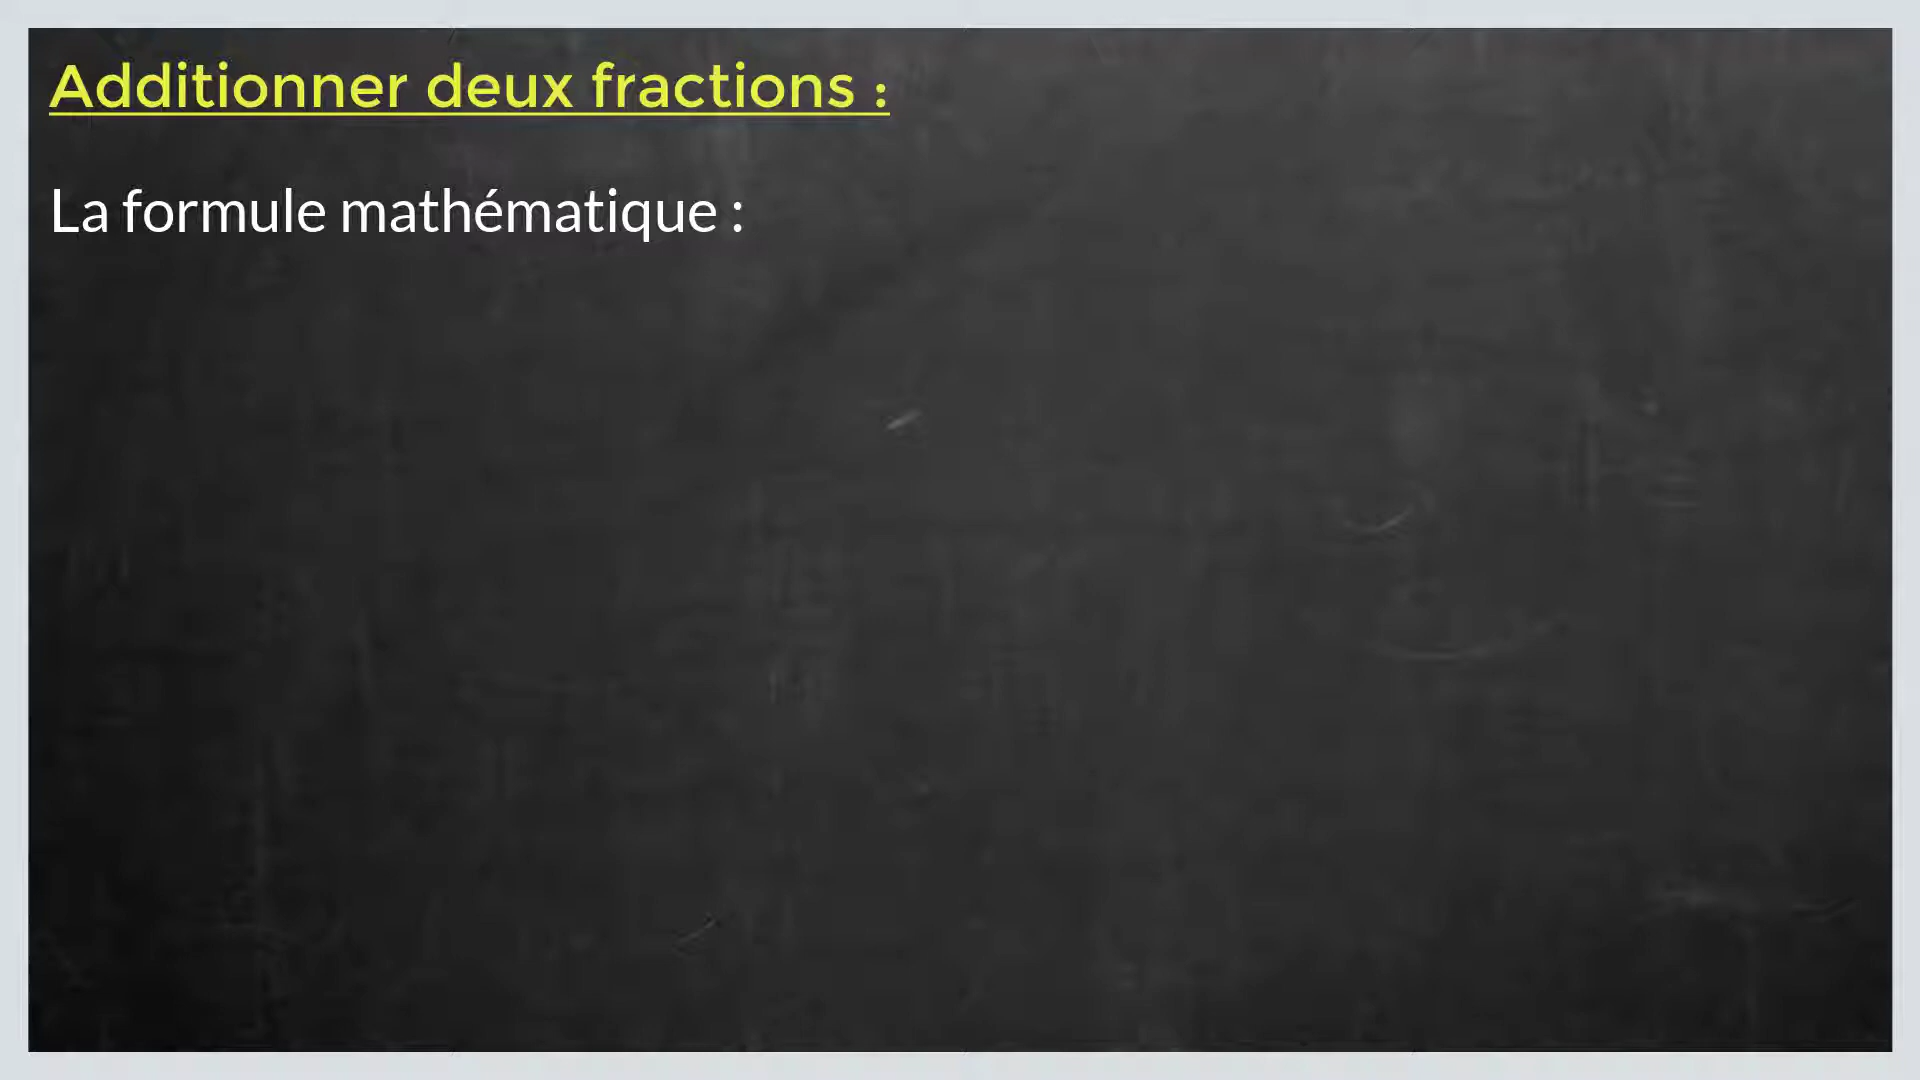 Additionner deux fractions :
La formule mathématique :